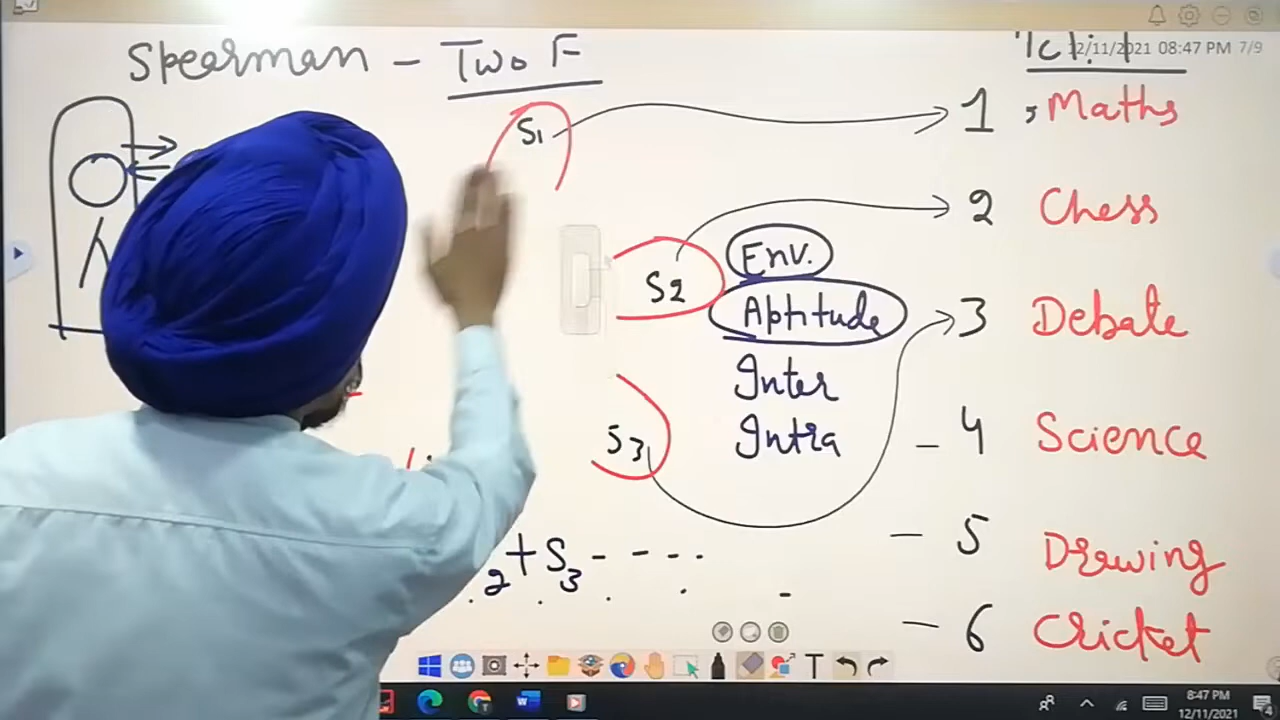 Spearman - Two F
12/11/2021 08:47 PM 7/9
S1
1 , Maths
2 Chess
Env.
S2
Aptitude
3 Debate
Inter
S3
Intra
- 4 Science
2 + S3 - - - - -
- 5 Drawing
- 6 Cricket
T
8:47 PM
12/11/2021